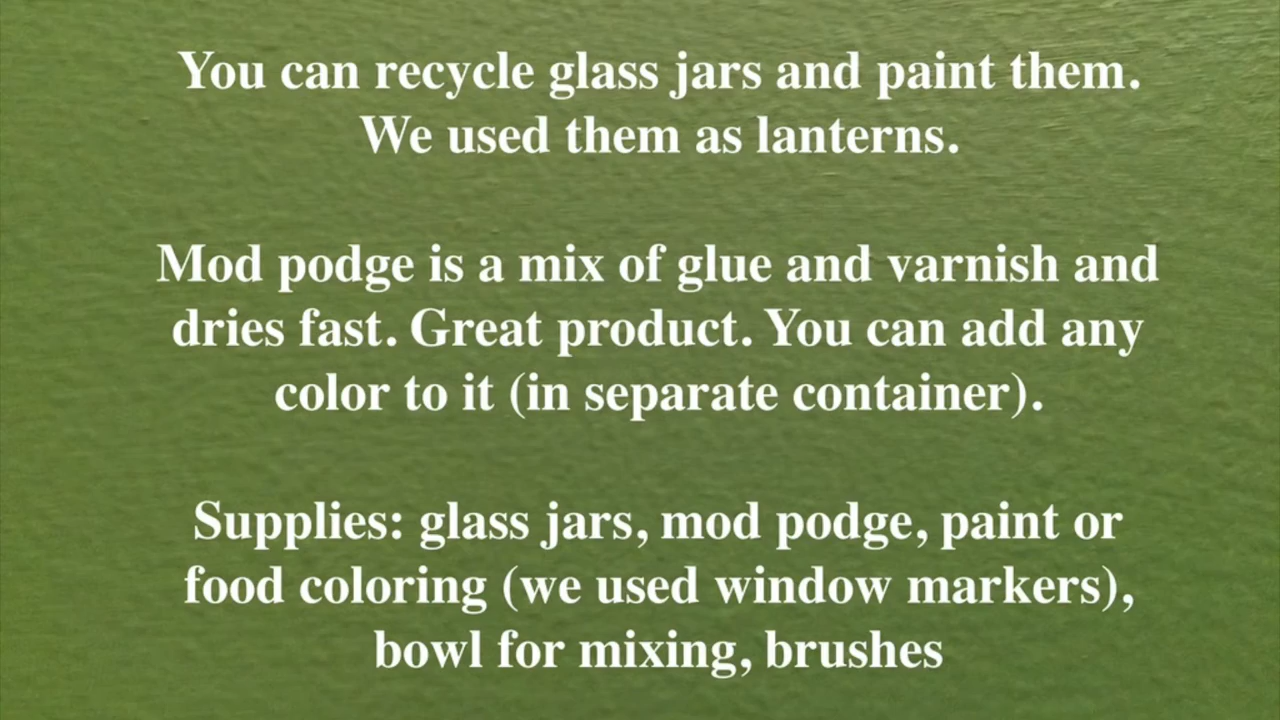 You can recycle glass jars and paint them.
We used them as lanterns.
Mod podge is a mix of glue and varnish and
dries fast. Great product. You can add any
color to it (in separate container).
Supplies: glass jars, mod podge, paint or
food coloring (we used window markers),
bowl for mixing, brushes